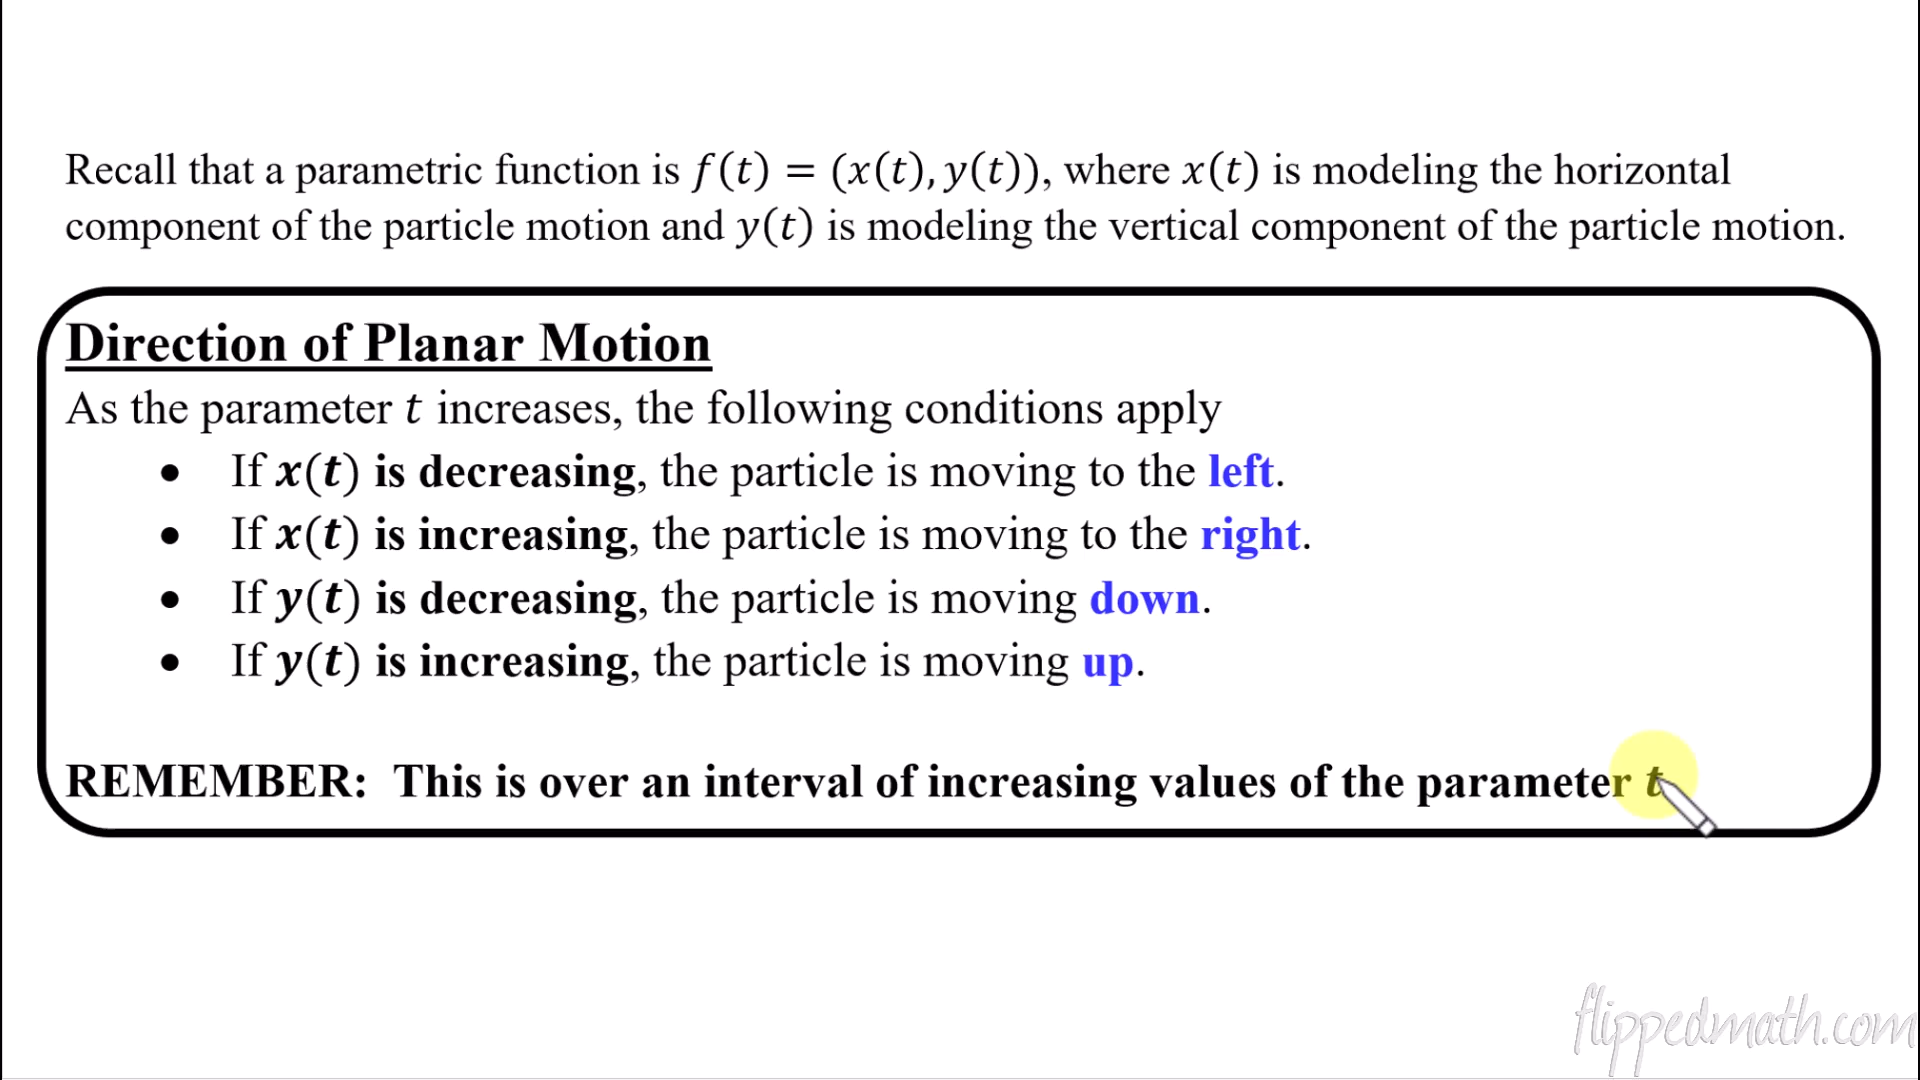 Recall that a parametric function is f(t) = (x(t), y(t)), where x(t) is modeling the horizontal
component of the particle motion and y(t) is modeling the vertical component of the particle motion.
Direction of Planar Motion
As the parameter t increases, the following conditions apply
• If x(t) is decreasing, the particle is moving to the left.
• If x(t) is increasing, the particle is moving to the right.
• If y(t) is decreasing, the particle is moving down.
• If y(t) is increasing, the particle is moving up.
REMEMBER: This is over an interval of increasing values of the parameter t
flippedmath.com